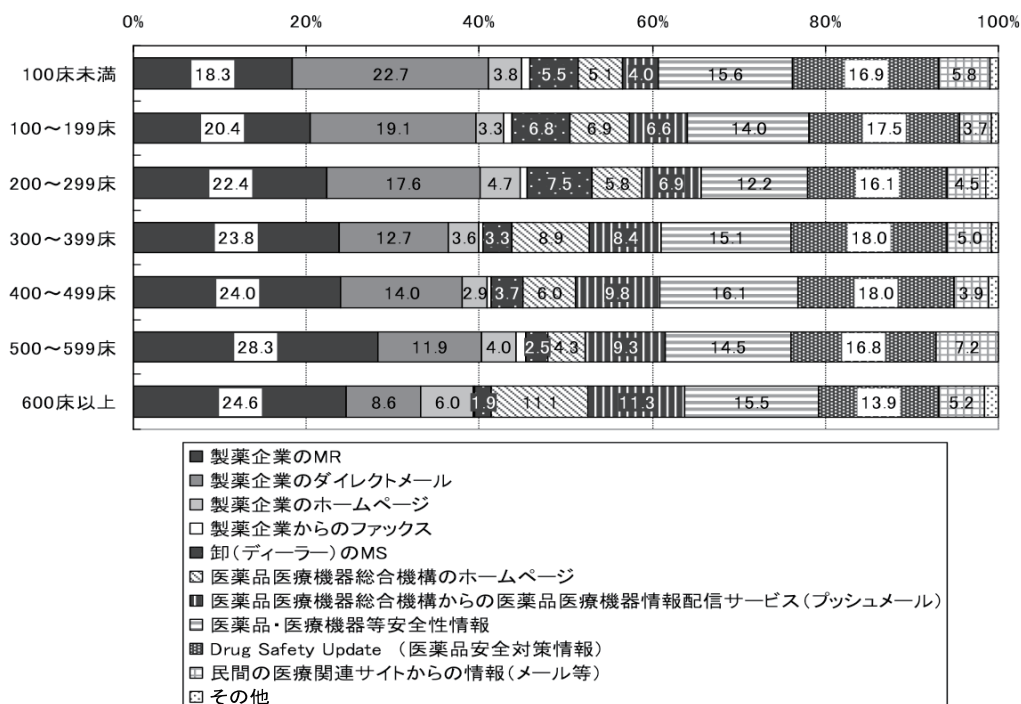 0% 20% 40% 60% 80% 100%
100床未満 18.3 22.7 3.8 5.5 5.1 4.0 15.6 16.9 5.8
100～199床 20.4 19.1 3.3 6.8 6.9 6.6 14.0 17.5 3.7
200～299床 22.4 17.6 4.7 7.5 5.8 6.9 12.2 16.1 4.5
300～399床 23.8 12.7 3.6 3.3 8.9 8.4 15.1 18.0 5.0
400～499床 24.0 14.0 2.9 3.7 6.0 9.8 16.1 18.0 3.9
500～599床 28.3 11.9 4.0 2.5 4.3 9.3 14.5 16.8 7.2
600床以上 24.6 8.6 6.0 1.9 11.1 11.3 15.5 13.9 5.2
製薬企業のMR
製薬企業のダイレクトメール
製薬企業のホームページ
製薬企業からのファックス
卸(ディーラー)のMS
医薬品医療機器総合機構のホームページ
医薬品医療機器総合機構からの医薬品医療機器情報配信サービス(プッシュメール)
医薬品・医療機器等安全性情報
Drug Safety Update （医薬品安全対策情報)
民間の医療関連サイトからの情報(メール等)
その他